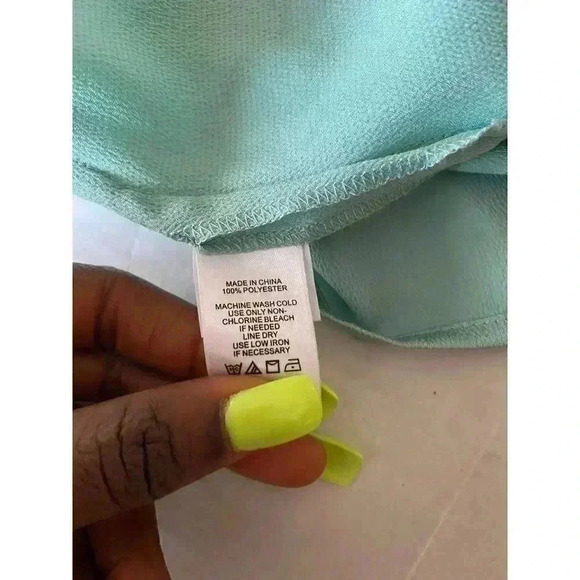 MADE IN CHINA
100% POLYESTER
MACHINE WASH COLD
USE ONLY NON-
CHLORINE BLEACH
IF NEEDED
LINE DRY
USE LOW IRON
IF NECESSARY